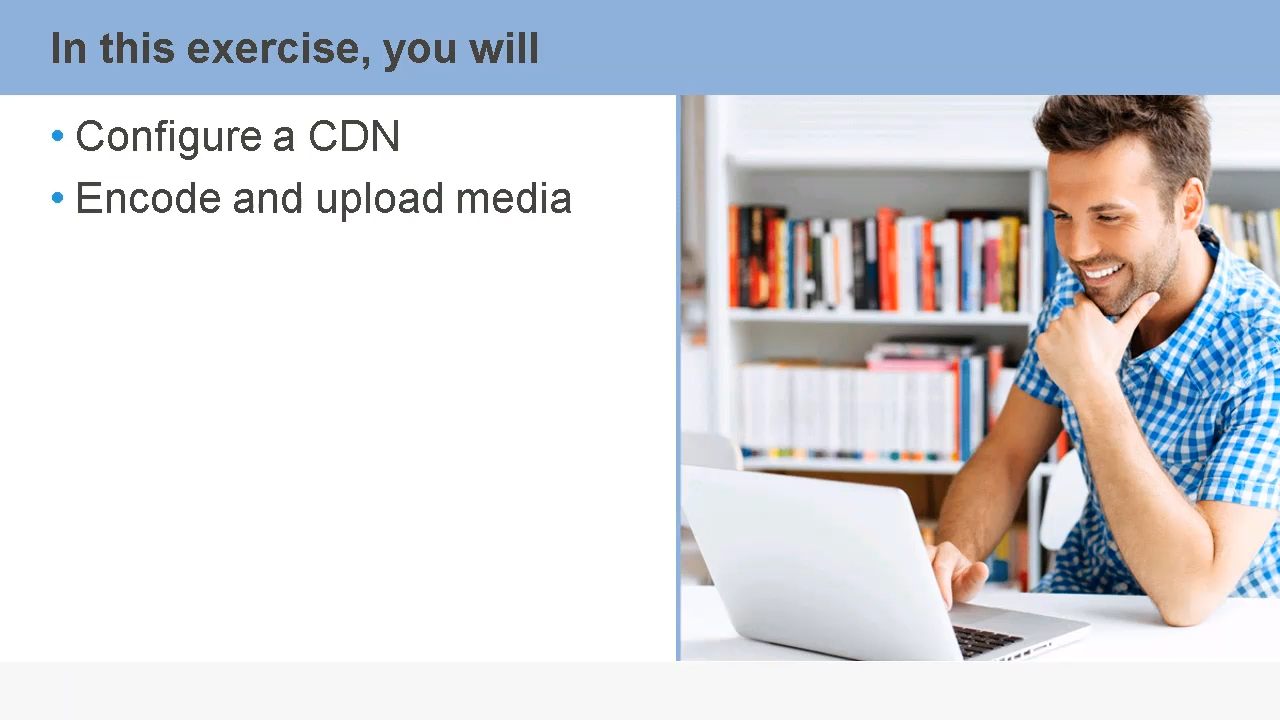 In this exercise, you will
• Configure a CDN
• Encode and upload media